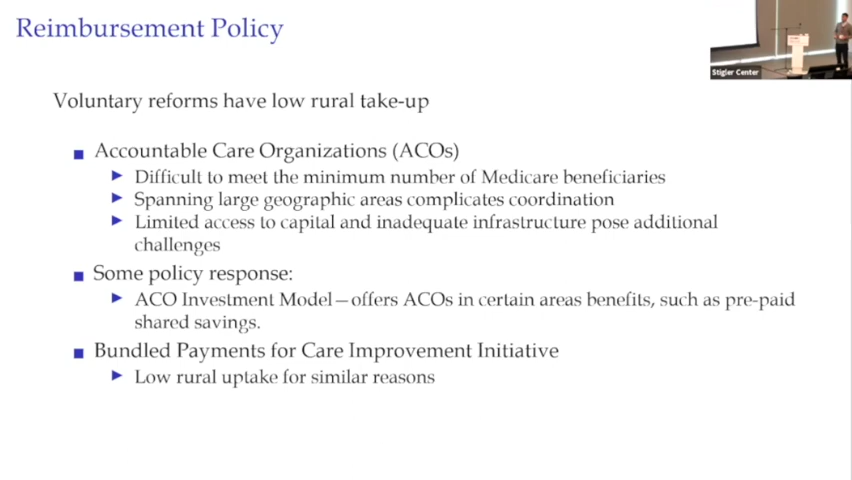 Reimbursement Policy
Stigler Center
Voluntary reforms have low rural take-up
Accountable Care Organizations (ACOs)
Difficult to meet the minimum number of Medicare beneficiaries
Spanning large geographic areas complicates coordination
Limited access to capital and inadequate infrastructure pose additional
challenges
Some policy response:
ACO Investment Model—offers ACOs in certain areas benefits, such as pre-paid
shared savings.
Bundled Payments for Care Improvement Initiative
Low rural uptake for similar reasons